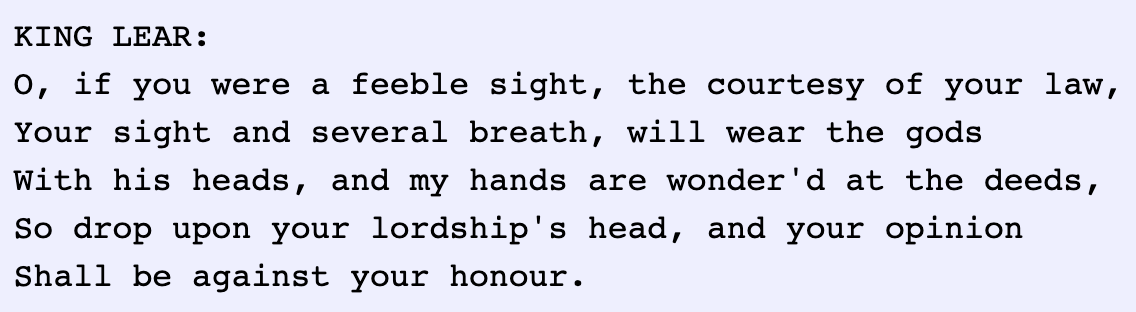 KING LEAR:
O, if you were a feeble sight, the courtesy of your law,
Your sight and several breath, will wear the gods
With his heads, and my hands are wonder'd at the deeds,
So drop upon your lordship's head, and your opinion
Shall be against your honour.